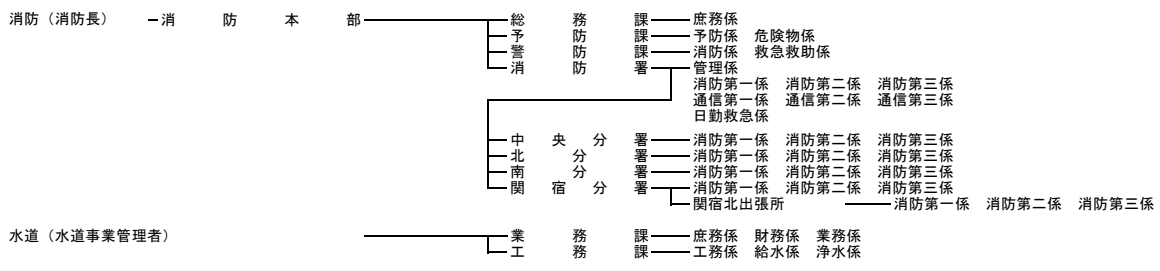 消防（消防長） 消防本部 総務課 庶務係
予防課 予防係 危険物係
警防課 消防係 救急救助係
消防署 管理係
消防第一係 消防第二係 消防第三係
通信第一係 通信第二係 通信第三係
日勤救急係
中央分署 消防第一係 消防第二係 消防第三係
北分署 消防第一係 消防第二係 消防第三係
南分署 消防第一係 消防第二係 消防第三係
関宿分署 消防第一係 消防第二係 消防第三係
関宿北出張所 消防第一係 消防第二係 消防第三係
水道（水道事業管理者） 業務課 庶務係 財務係 業務係
工務課 工務係 給水係 浄水係